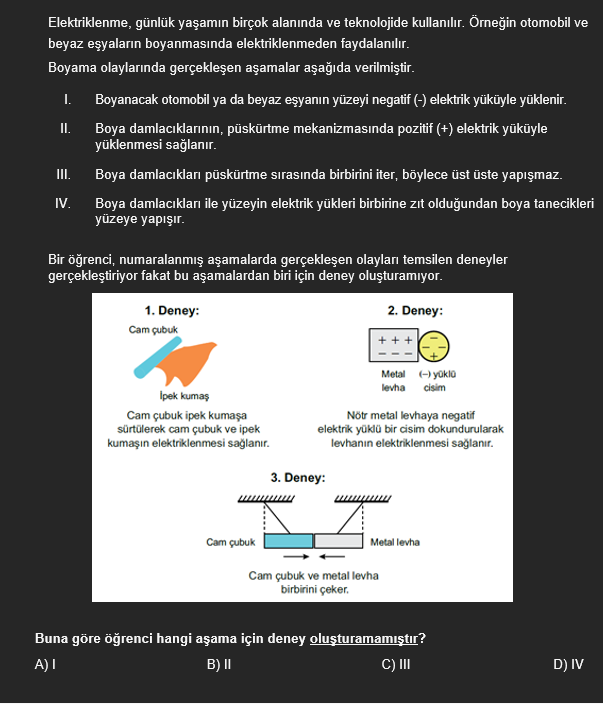 Elektriklenme, günlük yaşamın birçok alanında ve teknolojide kullanılır. Örneğin otomobil ve
beyaz eşyaların boyanmasında elektriklenmeden faydalanılır.
Boyama olaylarında gerçekleşen aşamalar aşağıda verilmiştir.
I. Boyanacak otomobil ya da beyaz eşyanın yüzeyi negatif (-) elektrik yüküyle yüklenir.
II. Boya damlacıklarının, püskürtme mekanizmasında pozitif (+) elektrik yüküyle
yüklenmesi sağlanır.
III. Boya damlacıkları püskürtme sırasında birbirini iter, böylece üst üste yapışmaz.
IV. Boya damlacıkları ile yüzeyin elektrik yükleri birbirine zıt olduğundan boya tanecikleri
yüzeye yapışır.
Bir öğrenci, numaralanmış aşamalarda gerçekleşen olayları temsilen deneyler
gerçekleştiriyor fakat bu aşamalardan biri için deney oluşturamıyor.
1. Deney:
Cam çubuk
İpek kumaş
Cam çubuk ipek kumaşa
sürtülerek cam çubuk ve ipek
kumaşın elektriklenmesi sağlanır.
2. Deney:
+ + + −
− −
− − − +
Metal (−) yüklü
levha cisim
Nötr metal levhaya negatif
elektrik yüklü bir cisim dokundurularak
levhanın elektriklenmesi sağlanır.
3. Deney:
Cam çubuk Metal levha
Cam çubuk ve metal levha
birbirini çeker.
Buna göre öğrenci hangi aşama için deney oluşturamamıştır?
A) I B) II C) III D) IV